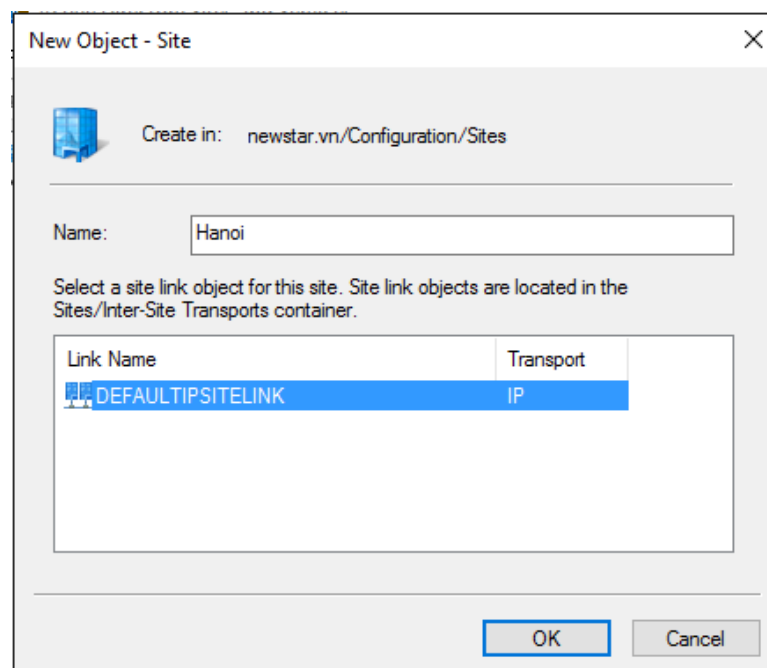 New Object - Site
Create in: newstar.vn/Configuration/Sites
Name: Hanoi
Select a site link object for this site. Site link objects are located in the
Sites/Inter-Site Transports container.
Link Name Transport
DEFAULTIPSITELINK IP
OK Cancel